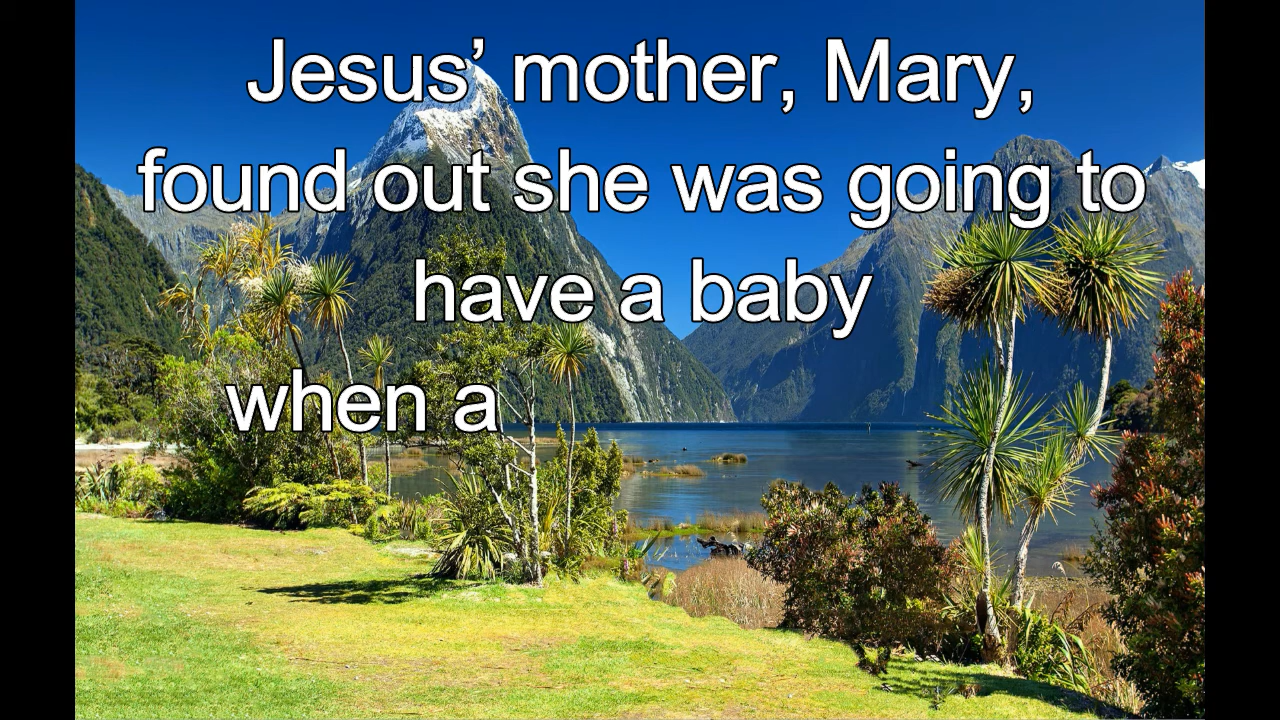 Jesus’ mother, Mary,
found out she was going to
have a baby
when a